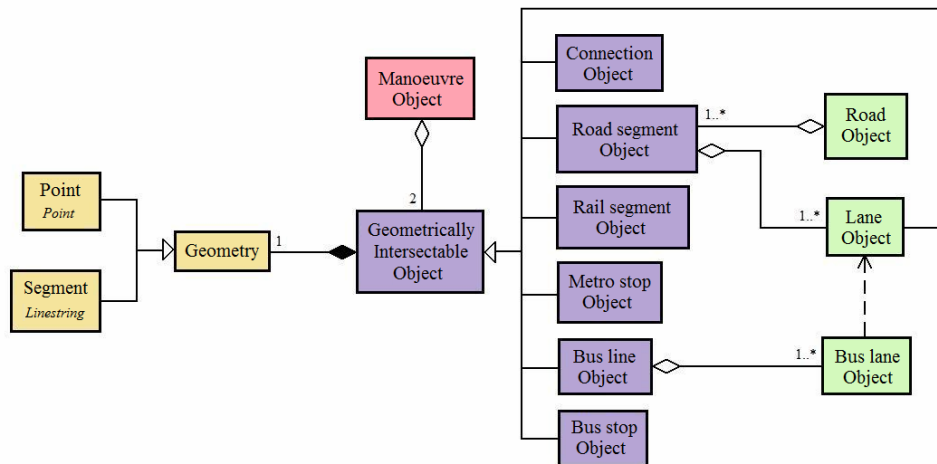 Connection
Object
Manoeuvre
Object
1..*
Road segment
Object
Road
Object
Point
Point
2
1..*
Rail segment
Object
Lane
Object
Geometrically
Intersectable
Object
1
Geometry
Segment
Linestring
Metro stop
Object
Bus line
Object
1..*
Bus lane
Object
Bus stop
Object